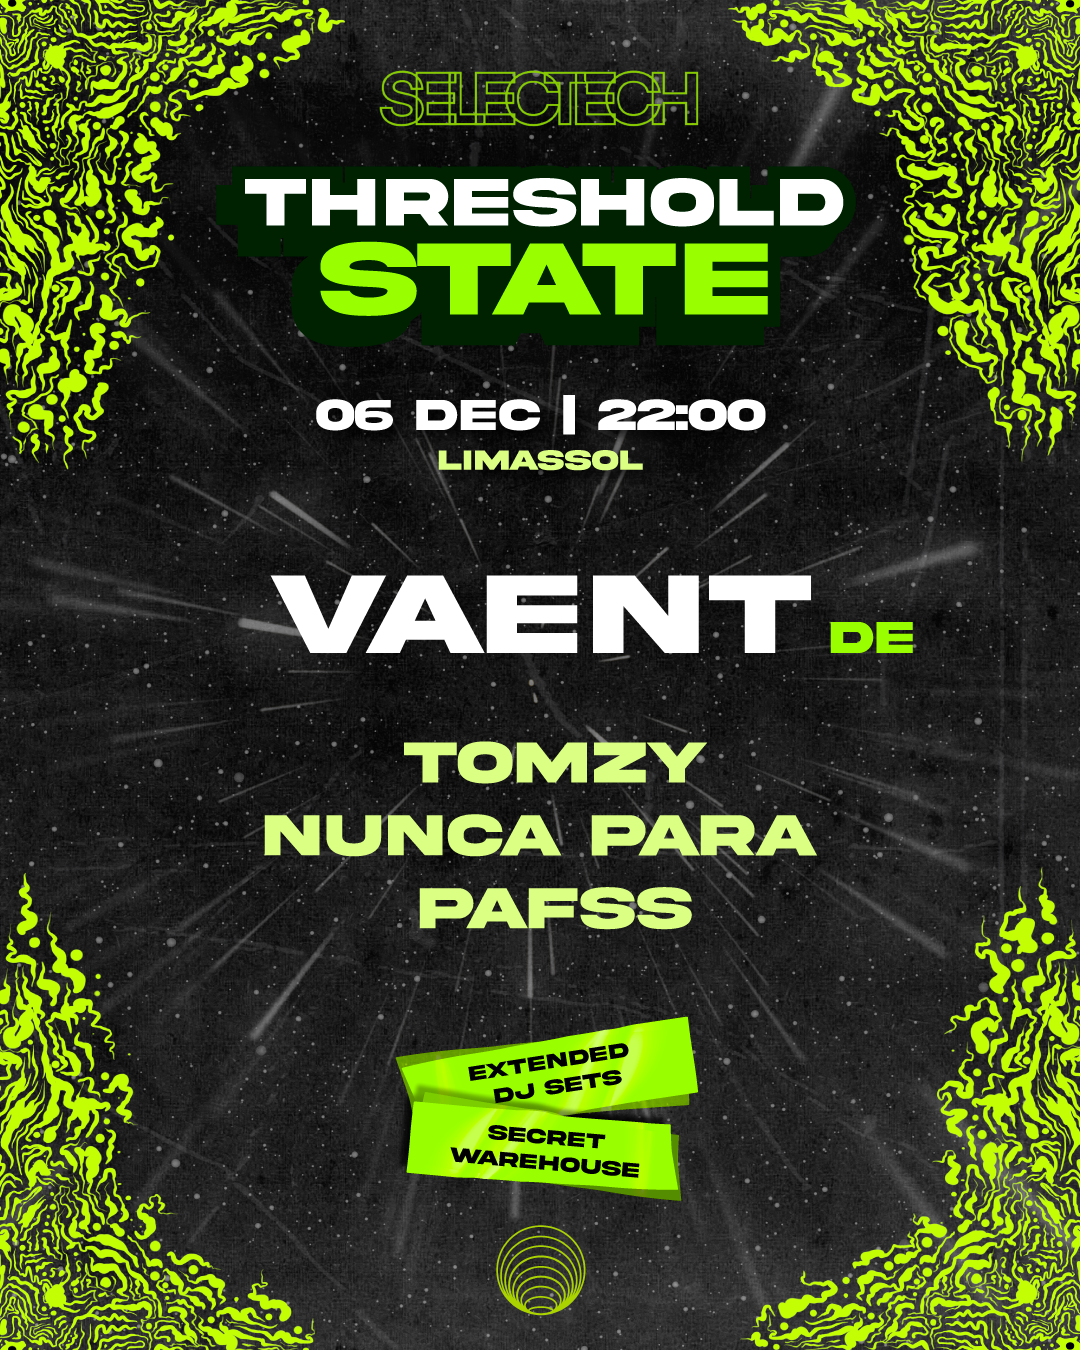 SELECTECH
THRESHOLD
STATE
06 DEC | 22:00
LIMASSOL
VAENT DE
TOMZY
NUNCA PARA
PAFSS
EXTENDED
DJ SETS
SECRET
WAREHOUSE